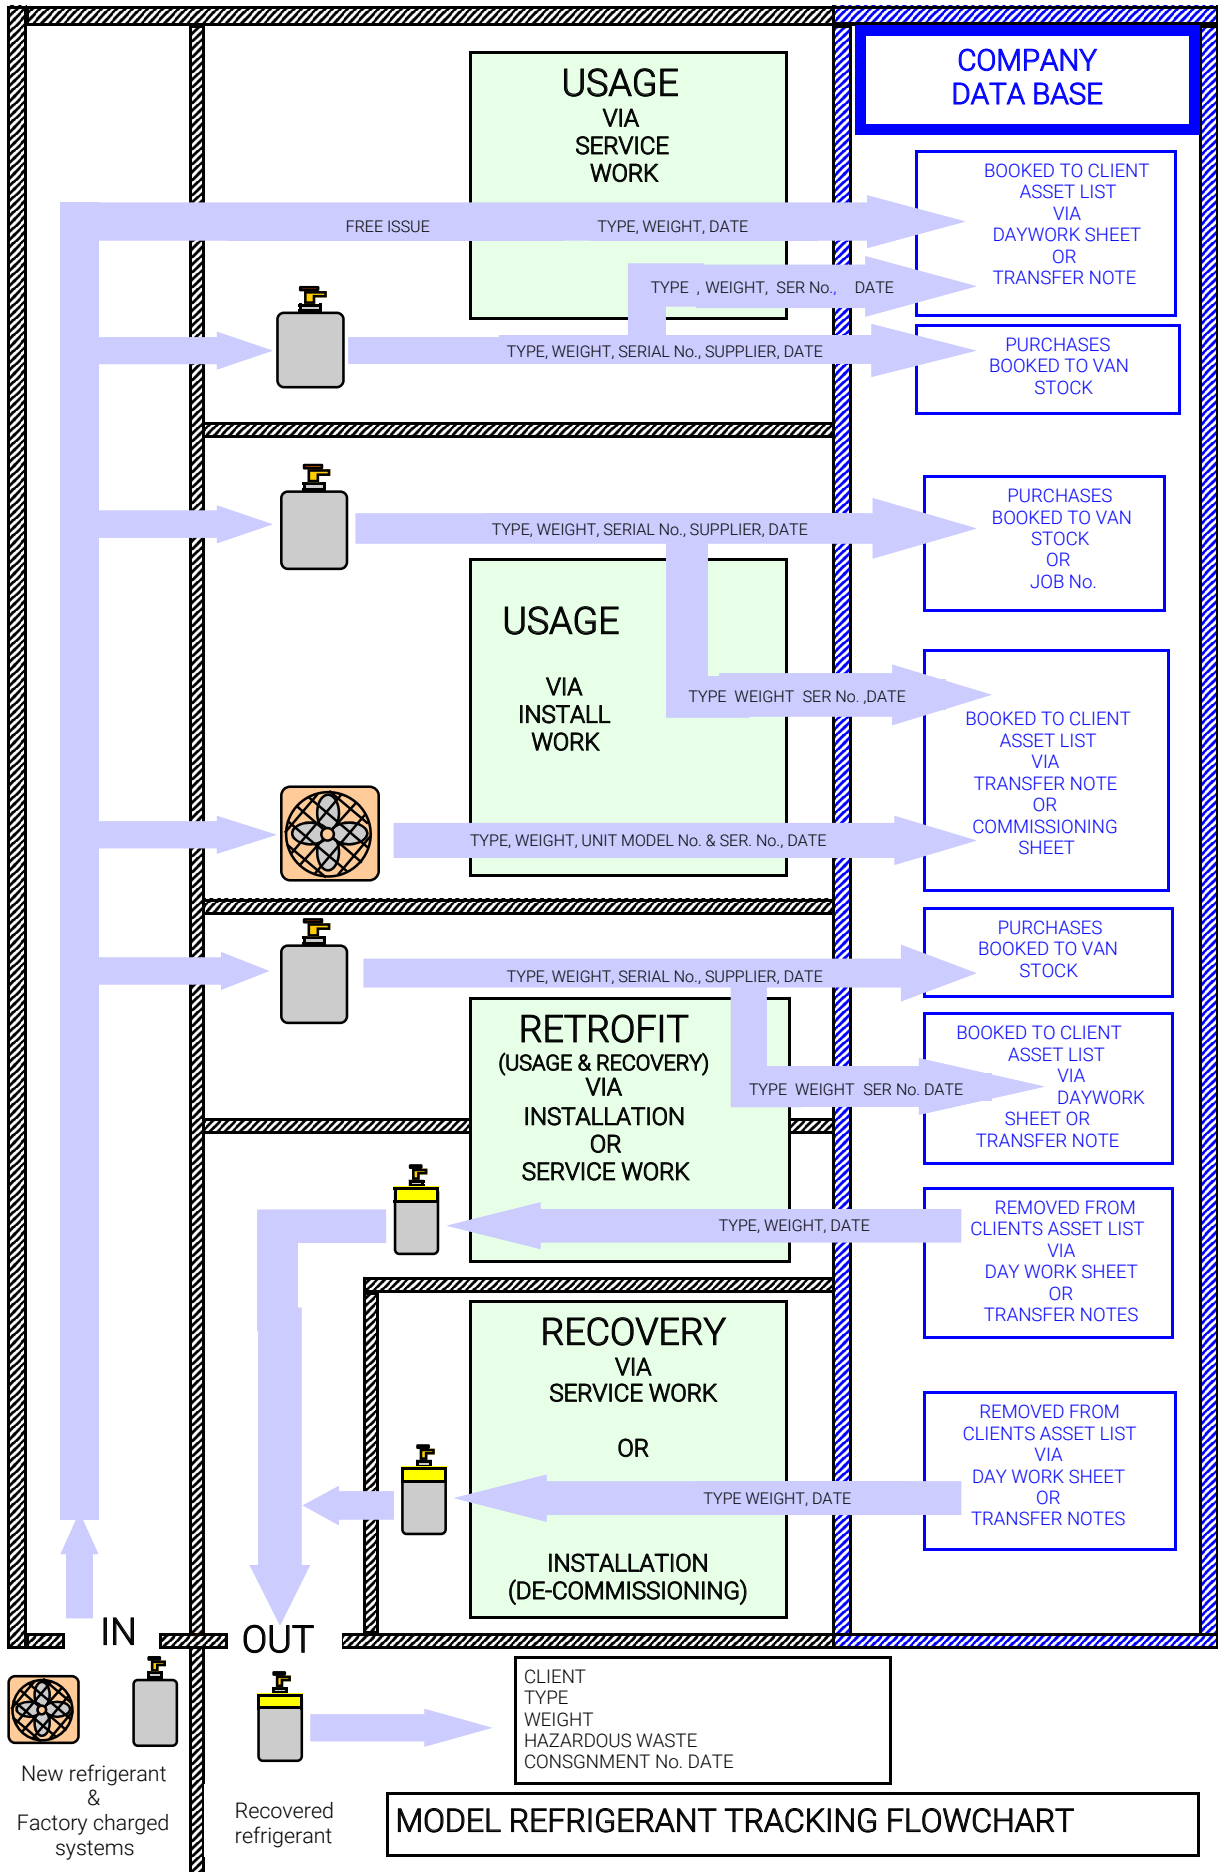 COMPANY
DATA BASE
USAGE
VIA
SERVICE
WORK
BOOKED TO CLIENT
ASSET LIST
VIA
DAYWORK SHEET
OR
TRANSFER NOTE
FREE ISSUE
TYPE, WEIGHT, DATE
TYPE , WEIGHT, SER No., DATE
TYPE, WEIGHT, SERIAL No., SUPPLIER, DATE
PURCHASES
BOOKED TO VAN
STOCK
TYPE, WEIGHT, SERIAL No., SUPPLIER, DATE
PURCHASES
BOOKED TO VAN
STOCK
OR
JOB No.
USAGE
VIA
INSTALL
WORK
TYPE WEIGHT SER No. ,DATE
BOOKED TO CLIENT
ASSET LIST
VIA
TRANSFER NOTE
OR
COMMISSIONING
SHEET
TYPE, WEIGHT, UNIT MODEL No. & SER. No., DATE
TYPE, WEIGHT, SERIAL No., SUPPLIER, DATE
PURCHASES
BOOKED TO VAN
STOCK
RETROFIT
(USAGE & RECOVERY)
VIA
INSTALLATION
OR
SERVICE WORK
TYPE WEIGHT SER No. DATE
BOOKED TO CLIENT
ASSET LIST
VIA
DAYWORK
SHEET OR
TRANSFER NOTE
TYPE, WEIGHT, DATE
REMOVED FROM
CLIENTS ASSET LIST
VIA
DAY WORK SHEET
OR
TRANSFER NOTES
RECOVERY
VIA
SERVICE WORK
OR
INSTALLATION
(DE-COMMISSIONING)
TYPE WEIGHT, DATE
REMOVED FROM
CLIENTS ASSET LIST
VIA
DAY WORK SHEET
OR
TRANSFER NOTES
IN
OUT
CLIENT
TYPE
WEIGHT
HAZARDOUS WASTE
CONSGNMENT No. DATE
New refrigerant
&
Factory charged
systems
Recovered
refrigerant
MODEL REFRIGERANT TRACKING FLOWCHART